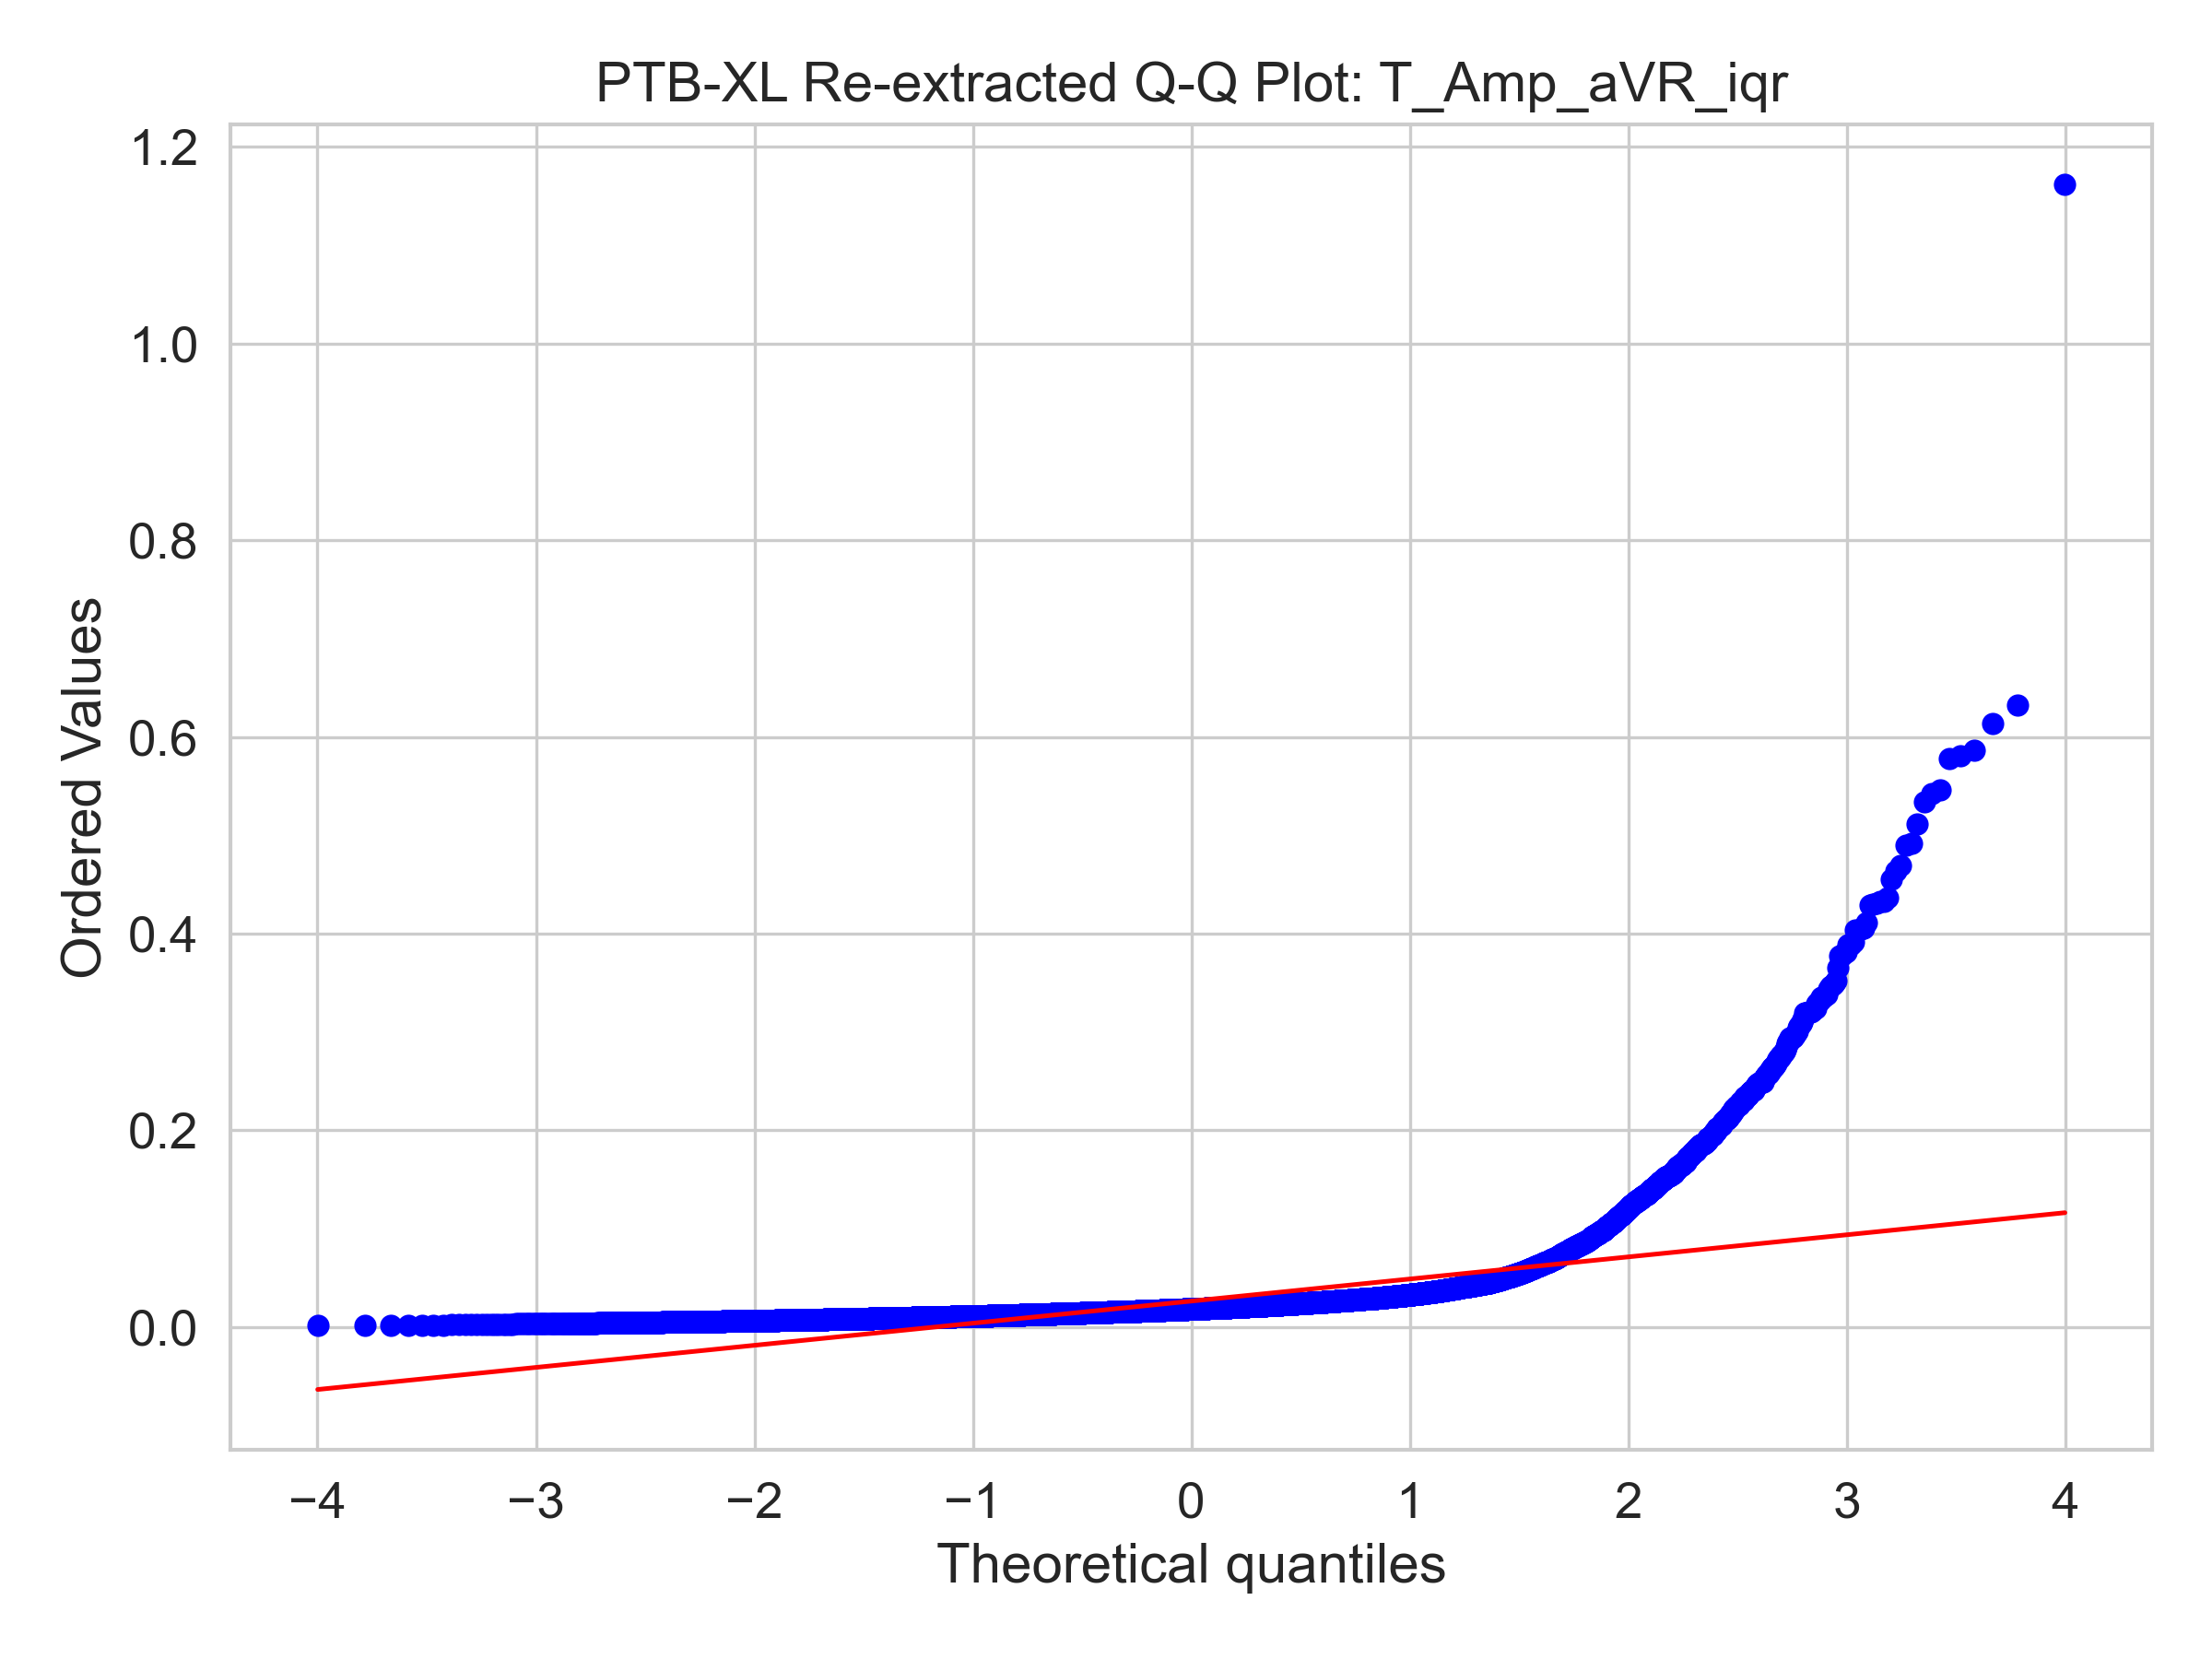 PTB-XL Re-extracted Q-Q Plot: T_Amp_aVR_iqr
1.2
1.0
0.8
0.6
0.4
0.2
0.0
Ordered Values
−4 −3 −2 −1 0 1 2 3 4
Theoretical quantiles